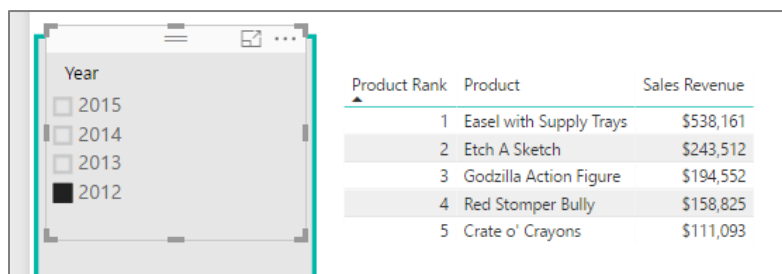 Year
2015
2014
2013
2012
Product Rank Product Sales Revenue
1 Easel with Supply Trays $538,161
2 Etch A Sketch $243,512
3 Godzilla Action Figure $194,552
4 Red Stomper Bully $158,825
5 Crate o' Crayons $111,093